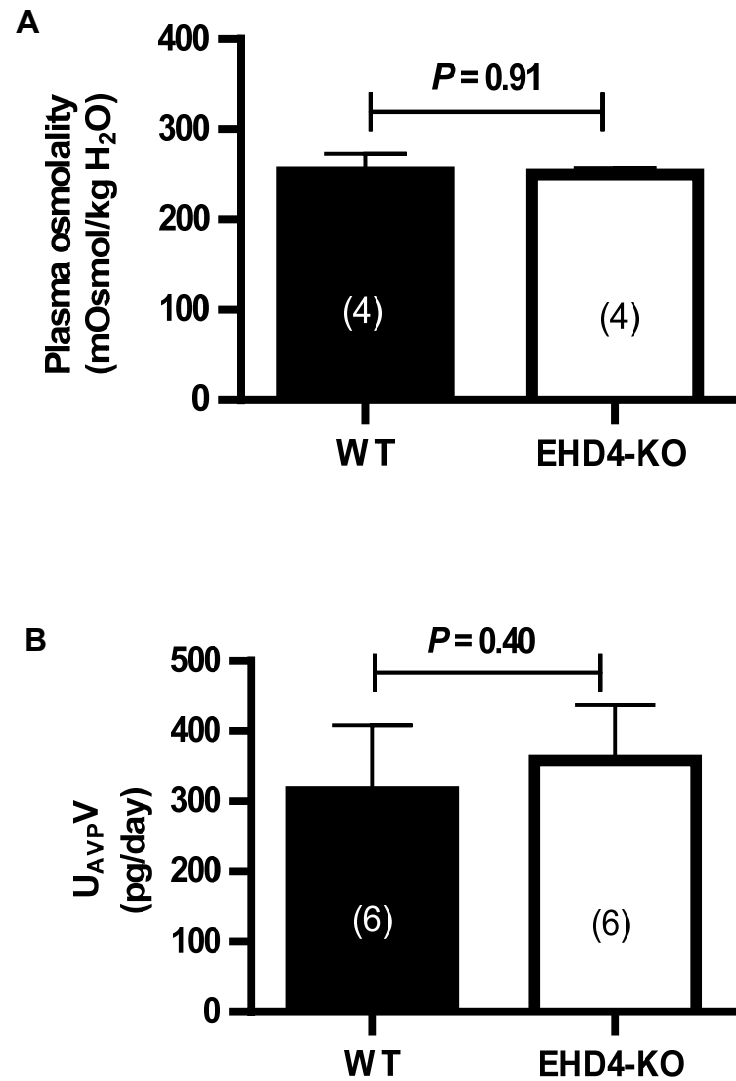 A
Plasma osmolality
(mOsmol/kg H₂O)
400
300
200
100
0
P = 0.91
(4)
(4)
WT
EHD4-KO
B
U_AVP V
(pg/day)
500
400
300
200
100
0
P = 0.40
(6)
(6)
WT
EHD4-KO